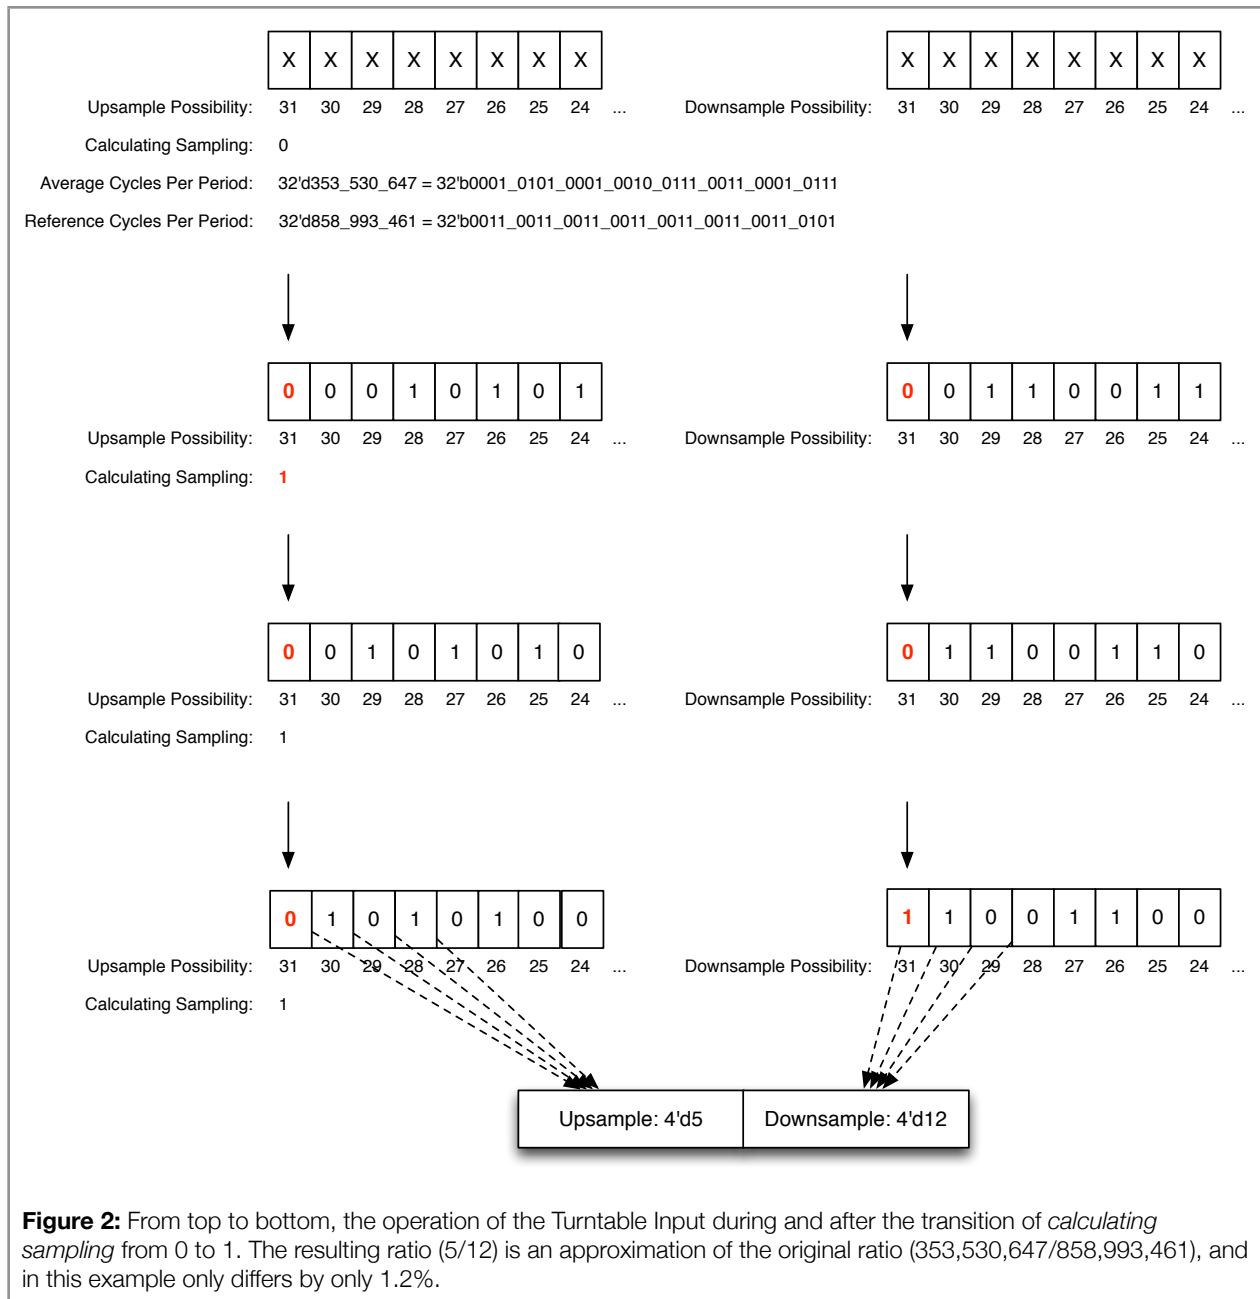 X X X X X X X X X X X X X X X X
Upsample Possibility: 31 30 29 28 27 26 25 24 ... Downsample Possibility: 31 30 29 28 27 26 25 24 ...
Calculating Sampling: 0
Average Cycles Per Period: 32'd353_530_647 = 32'b0001_0101_0001_0010_0111_0011_0001_0111
Reference Cycles Per Period: 32'd858_993_461 = 32'b0011_0011_0011_0011_0011_0011_0011_0101
0 0 0 1 0 1 0 1 0 0 1 1 0 0 1 1
Upsample Possibility: 31 30 29 28 27 26 25 24 ... Downsample Possibility: 31 30 29 28 27 26 25 24 ...
Calculating Sampling: 1
0 0 1 0 1 0 1 0 0 1 1 0 0 1 1 0
Upsample Possibility: 31 30 29 28 27 26 25 24 ... Downsample Possibility: 31 30 29 28 27 26 25 24 ...
Calculating Sampling: 1
0 1 0 1 0 1 0 0 1 1 0 0 1 1 0 0
Upsample Possibility: 31 30 29 28 27 26 25 24 ... Downsample Possibility: 31 30 29 28 27 26 25 24 ...
Calculating Sampling: 1
Upsample: 4'd5 Downsample: 4'd12
Figure 2: From top to bottom, the operation of the Turntable Input during and after the transition of calculating
sampling from 0 to 1. The resulting ratio (5/12) is an approximation of the original ratio (353,530,647/858,993,461), and
in this example only differs by only 1.2%.